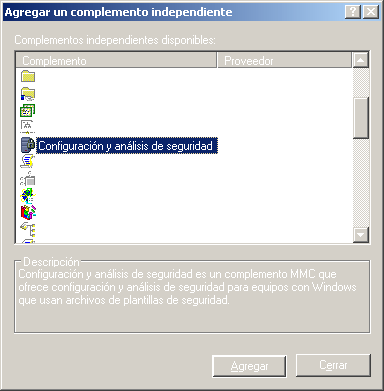 Agregar un complemento independiente
Complementos independientes disponibles:
Complemento Proveedor
Configuración y análisis de seguridad
Descripción
Configuración y análisis de seguridad es un complemento MMC que
ofrece configuración y análisis de seguridad para equipos con Windows
que usan archivos de plantillas de seguridad.
Agregar Cerrar